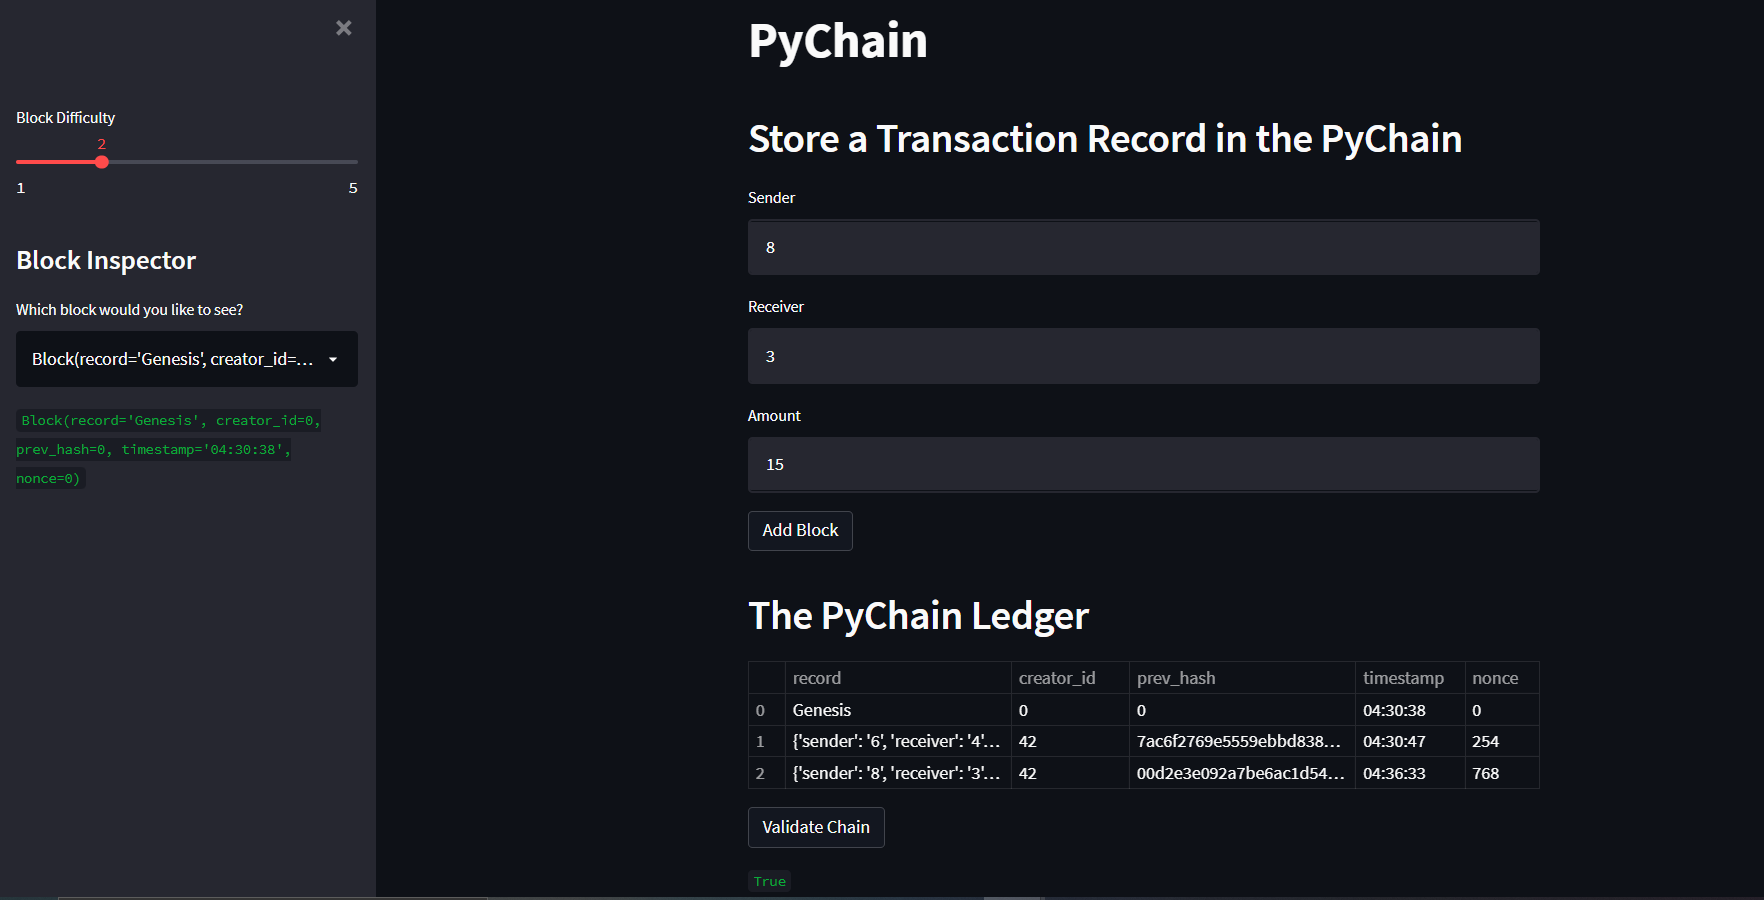 Block Difficulty
2
1 5
Block Inspector
Which block would you like to see?
Block(record='Genesis', creator_id=...
Block(record='Genesis', creator_id=0,
prev_hash=0, timestamp='04:30:38',
nonce=0)
PyChain
Store a Transaction Record in the PyChain
Sender
8
Receiver
3
Amount
15
Add Block
The PyChain Ledger
record creator_id prev_hash timestamp nonce
0 Genesis 0 0 04:30:38 0
1 {'sender': '6', 'receiver': '4'... 42 7ac6f2769e5559ebbd838... 04:30:47 254
2 {'sender': '8', 'receiver': '3'... 42 00d2e3e092a7be6ac1d54... 04:36:33 768
Validate Chain
True